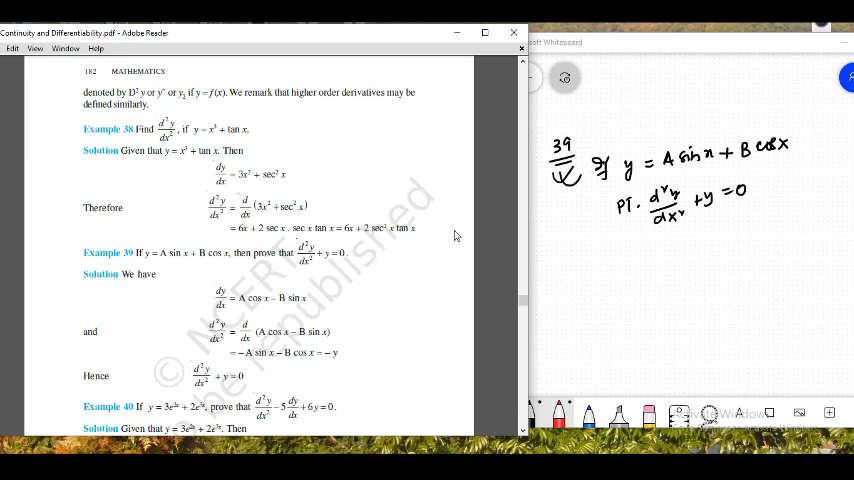 Continuity and Differentiability.pdf - Adobe Reader
Edit View Window Help
182 MATHEMATICS
denoted by D² y or y″ or y₂ if y = f(x). We remark that higher order derivatives may be
defined similarly.
Example 38 Find d²y/dx², if y = x³ + tan x.
Solution Given that y = x³ + tan x. Then
dy/dx = 3x² + sec² x
Therefore d²y/dx² = d/dx (3x² + sec² x)
= 6x + 2 sec x . sec x tan x = 6x + 2 sec² x tan x
Example 39 If y = A sin x + B cos x, then prove that d²y/dx² + y = 0.
Solution We have
dy/dx = A cos x – B sin x
and d²y/dx² = d/dx (A cos x – B sin x)
= – A sin x – B cos x = – y
Hence d²y/dx² + y = 0
Example 40 If y = 3e²ˣ + 2e³ˣ, prove that d²y/dx² − 5 dy/dx + 6y = 0.
Solution Given that y = 3e²ˣ + 2e³ˣ. Then
© NCERT
be republished
osoft Whiteboard
39 If y = A sin x + B cos x
PT. d²y/dx² + y = 0
Activate Windows